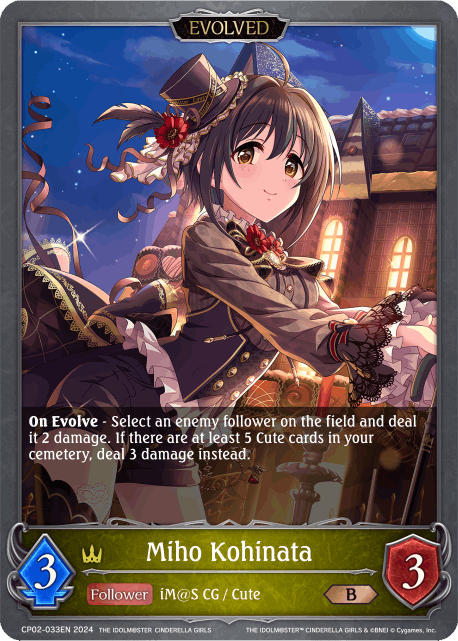 EVOLVED
On Evolve - Select an enemy follower on the field and deal
it 2 damage. If there are at least 5 Cute cards in your
cemetery, deal 3 damage instead.
Miho Kohinata
3
Follower iM@S CG / Cute B
3
CP02-033EN 2024 THE IDOLM@STER CINDERELLA GIRLS THE IDOLM@STER™ CINDERELLA GIRLS & ©BNEI © Cygames, Inc.